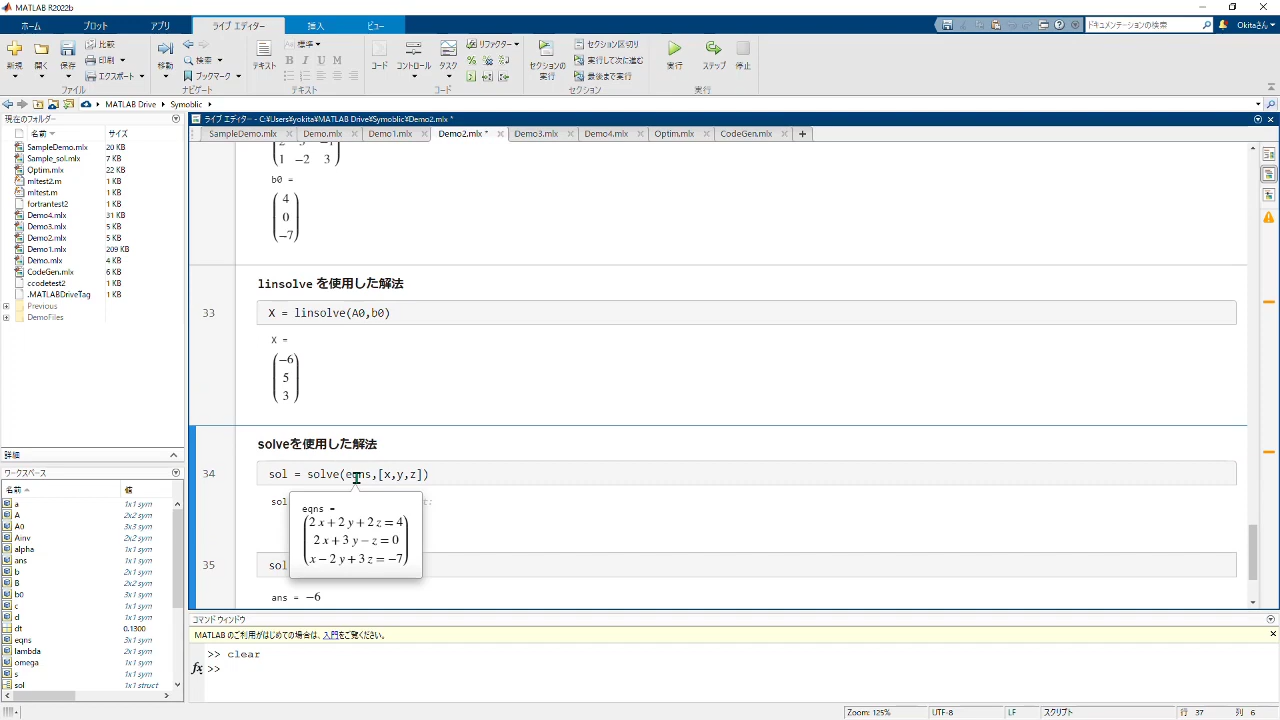 MATLAB R2022b
ホーム プロット アプリ ライブ エディター 挿入 ビュー
ドキュメンテーションの検索 Okitaさん
新規 開く 保存 比較 印刷 エクスポート
移動 検索 ブックマーク
テキスト 標準 B I U M
コード コントロール タスク リファクター
セクションの実行 セクション区切り 実行して次に進む 最後まで実行
実行 ステップ 停止
ファイル ナビゲート テキスト コード セクション 実行
MATLAB Drive Symoblic
現在のフォルダー
名前 サイズ
SampleDemo.mlx 20 KB
Sample_sol.mlx 7 KB
Optim.mlx 22 KB
mltest2.m 1 KB
mltest.m 1 KB
fortrantest2 1 KB
Demo4.mlx 31 KB
Demo3.mlx 5 KB
Demo2.mlx 5 KB
Demo1.mlx 209 KB
Demo.mlx 4 KB
CodeGen.mlx 6 KB
ccodetest2 1 KB
.MATLABDriveTag 1 KB
Previous
DemoFiles
詳細
ワークスペース
名前 値
a 1x1 sym
A 2x2 sym
A0 3x3 sym
Ainv 2x2 sym
alpha 1x1 sym
ans 1x1 sym
b 1x1 sym
B 2x2 sym
b0 3x1 sym
c 1x1 sym
d 1x1 sym
dt 0.1300
eqns 3x1 sym
lambda 2x1 sym
omega 1x1 sym
s 1x1 sym
sol 1x1 struct
ライブ エディター - C:¥Users¥yokita¥MATLAB Drive¥Symoblic¥Demo2.mlx *
SampleDemo.mlx Demo.mlx Demo1.mlx Demo2.mlx * Demo3.mlx Demo4.mlx Optim.mlx CodeGen.mlx
1 −2 3
b0 =
4
0
−7
linsolve を使用した解法
33 X = linsolve(A0,b0)
X =
−6
5
3
solveを使用した解法
34 sol = solve(eqns,[x,y,z])
sol
eqns =
2 x + 2 y + 2 z = 4
2 x + 3 y − z = 0
x − 2 y + 3 z = −7
35 sol
ans = −6
コマンド ウィンドウ
MATLAB のご利用がはじめての場合は、入門をご覧ください。
>> clear
fx >>
Zoom: 125% UTF-8 LF スクリプト 行 37 列 6